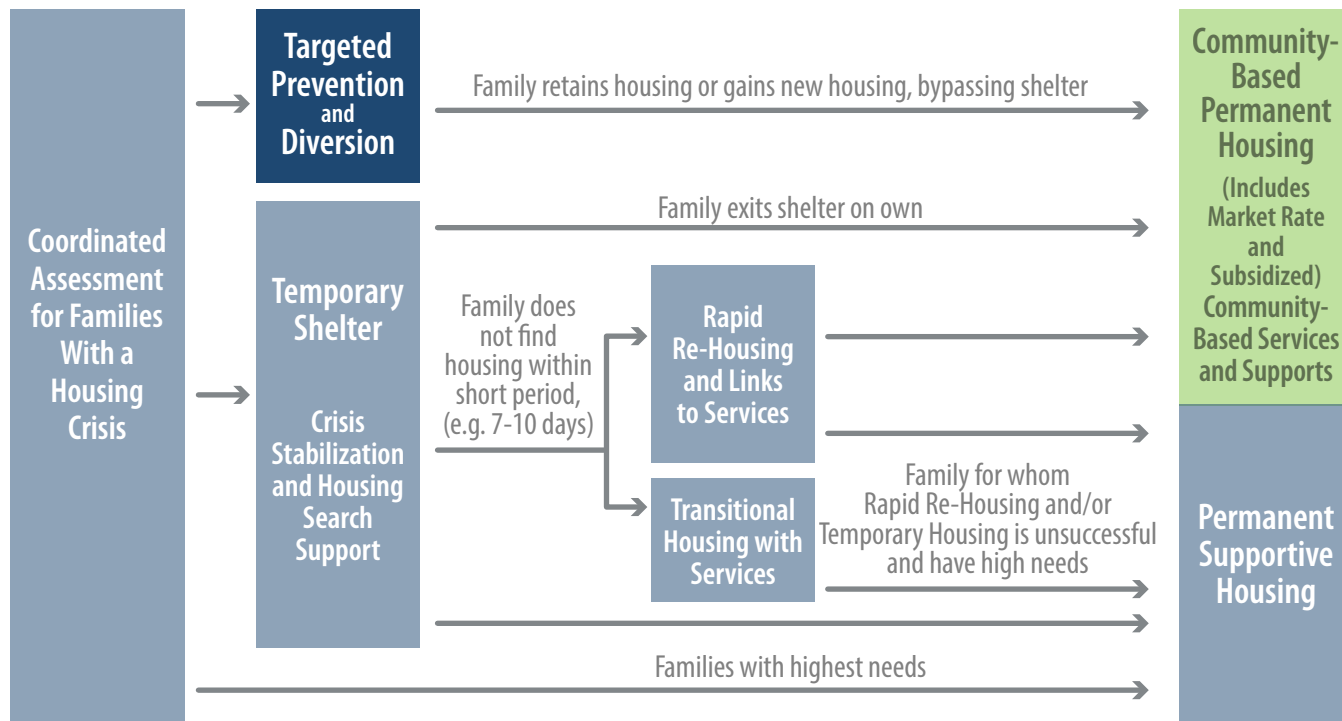 Coordinated
Assessment
for Families
With a
Housing
Crisis
Targeted
Prevention
and
Diversion
Family retains housing or gains new housing, bypassing shelter
Temporary
Shelter
Crisis
Stabilization
and Housing
Search
Support
Family exits shelter on own
Family does
not find
housing within
short period,
(e.g. 7-10 days)
Rapid
Re-Housing
and Links
to Services
Transitional
Housing with
Services
Family for whom
Rapid Re-Housing and/or
Temporary Housing is unsuccessful
and have high needs
Families with highest needs
Community-
Based
Permanent
Housing
(Includes
Market Rate
and
Subsidized)
Community-
Based Services
and Supports
Permanent
Supportive
Housing